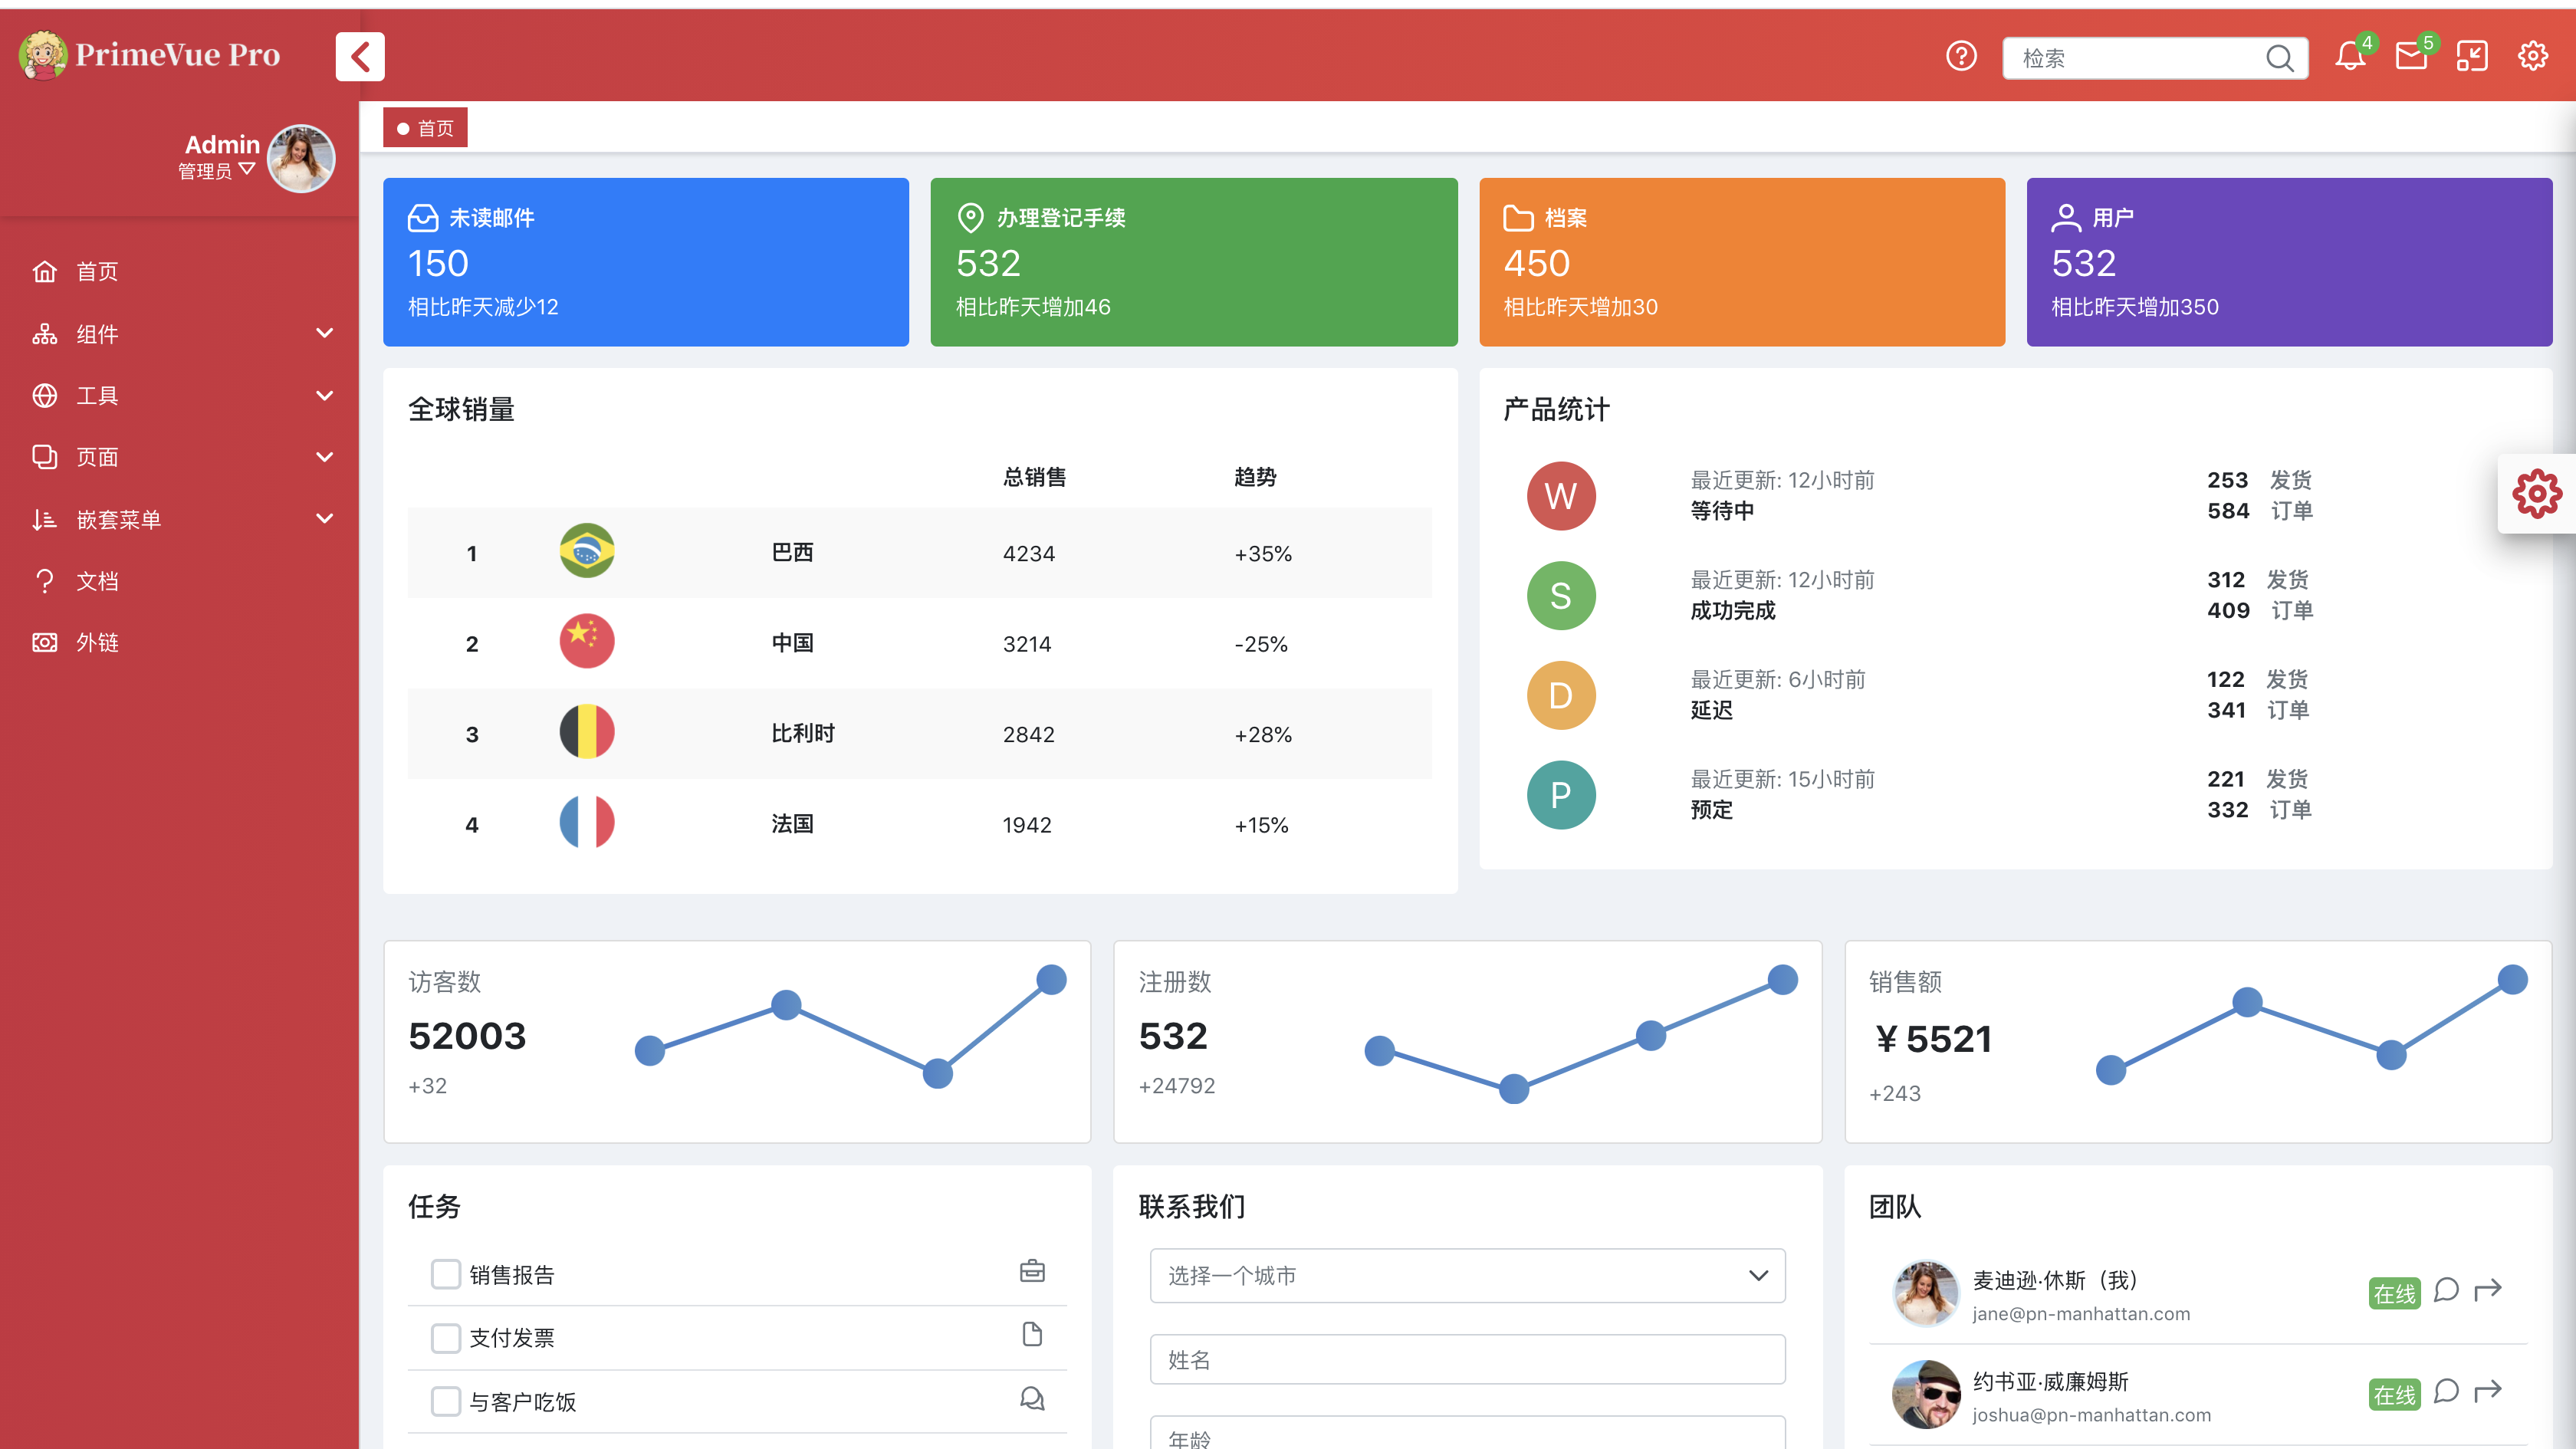 PrimeVue Pro
检索
4
5
Admin
管理员
首页
组件
工具
页面
嵌套菜单
文档
外链
首页
未读邮件
150
相比昨天减少12
办理登记手续
532
相比昨天增加46
档案
450
相比昨天增加30
用户
532
相比昨天增加350
全球销量
总销售 趋势
1 巴西 4234 +35%
2 中国 3214 -25%
3 比利时 2842 +28%
4 法国 1942 +15%
产品统计
W
最近更新: 12小时前
等待中
253 发货
584 订单
S
最近更新: 12小时前
成功完成
312 发货
409 订单
D
最近更新: 6小时前
延迟
122 发货
341 订单
P
最近更新: 15小时前
预定
221 发货
332 订单
访客数
52003
+32
注册数
532
+24792
销售额
￥5521
+243
任务
销售报告
支付发票
与客户吃饭
联系我们
选择一个城市
姓名
年龄
团队
麦迪逊·休斯（我）
jane@pn-manhattan.com
在线
约书亚·威廉姆斯
joshua@pn-manhattan.com
在线